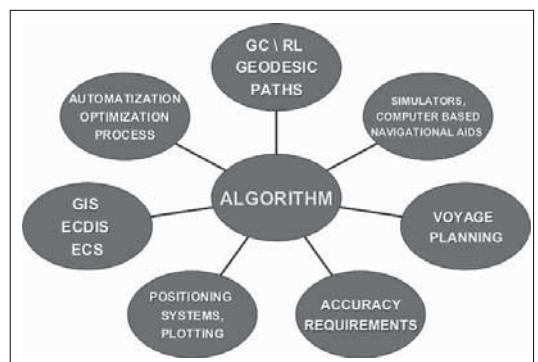 GC \ RL
GEODESIC
PATHS
AUTOMATIZATION
OPTIMIZATION
PROCESS
SIMULATORS,
COMPUTER BASED
NAVIGATIONAL AIDS
ALGORITHM
GIS
ECDIS
ECS
VOYAGE
PLANNING
POSITIONING
SYSTEMS,
PLOTTING
ACCURACY
REQUIREMENTS